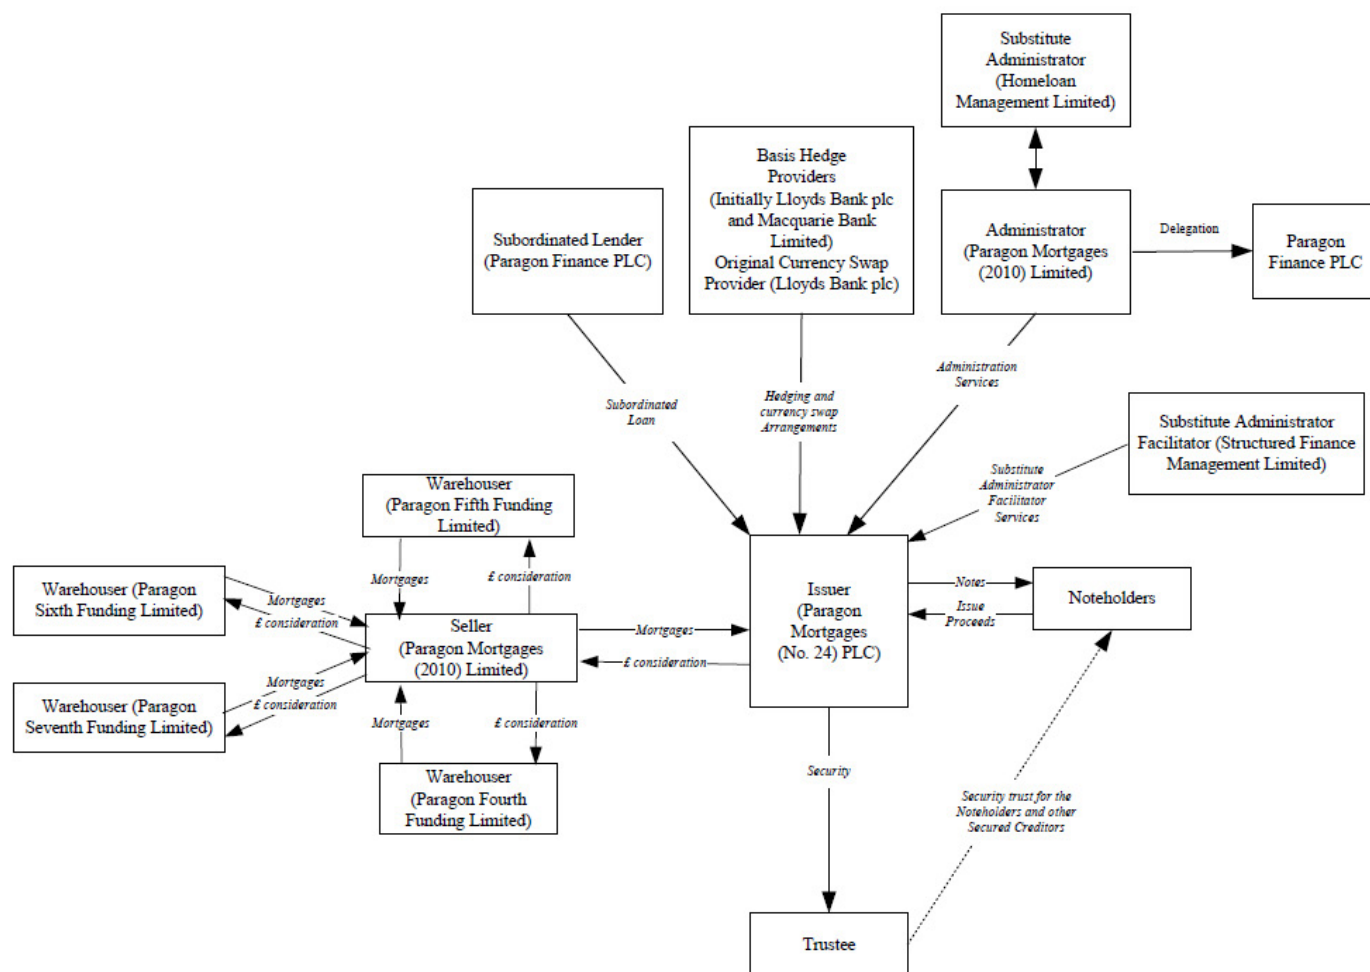 Substitute
Administrator
(Homeloan
Management Limited)
Basis Hedge
Providers
(Initially Lloyds Bank plc
and Macquarie Bank
Limited)
Original Currency Swap
Provider (Lloyds Bank plc)
Subordinated Lender
(Paragon Finance PLC)
Administrator
(Paragon Mortgages
(2010) Limited)
Delegation
Paragon
Finance PLC
Subordinated
Loan
Hedging and
currency swap
Arrangements
Administration
Services
Substitute Administrator
Facilitator (Structured Finance
Management Limited)
Substitute
Administrator
Facilitator
Services
Warehouser
(Paragon Fifth Funding
Limited)
Mortgages
£ consideration
Warehouser (Paragon
Sixth Funding Limited)
Mortgages
£ consideration
Seller
(Paragon Mortgages
(2010) Limited)
Mortgages
£ consideration
Issuer
(Paragon
Mortgages
(No. 24) PLC)
Notes
Issue
Proceeds
Noteholders
Warehouser (Paragon
Seventh Funding Limited)
Mortgages
£ consideration
Mortgages
£ consideration
Warehouser
(Paragon Fourth
Funding Limited)
Security
Security trust for the
Noteholders and other
Secured Creditors
Trustee